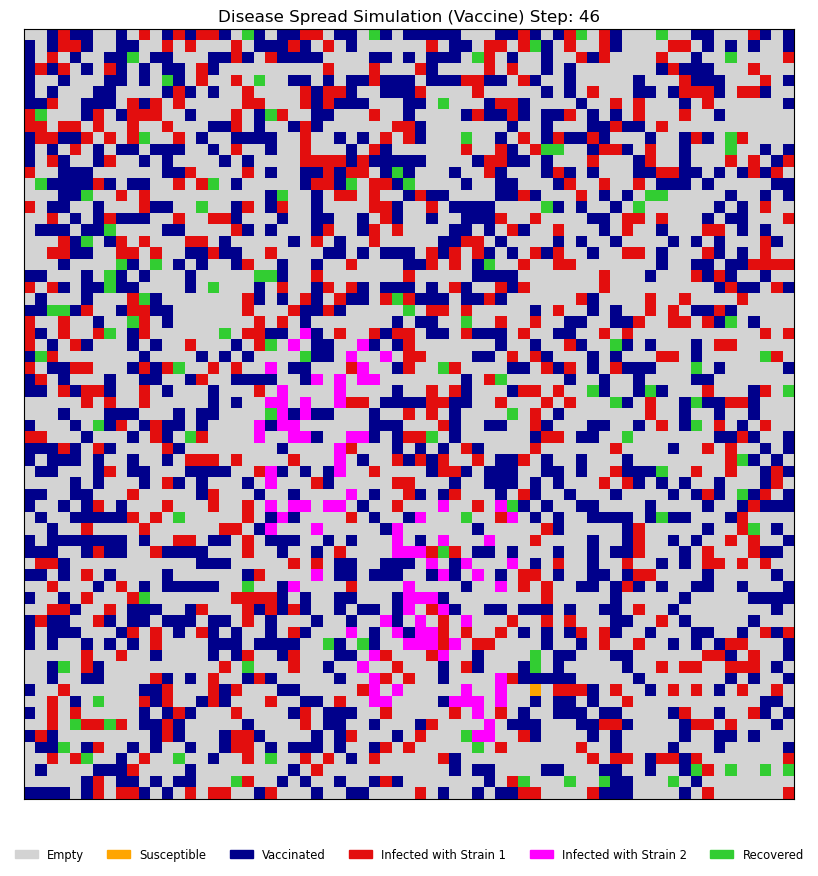 Disease Spread Simulation (Vaccine) Step: 46
Empty Susceptible Vaccinated Infected with Strain 1 Infected with Strain 2 Recovered